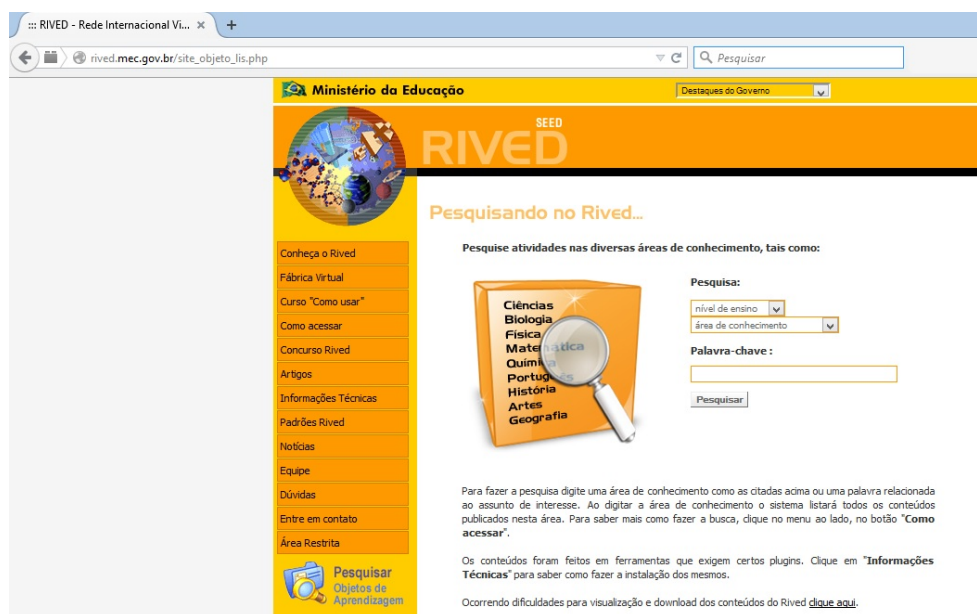 ::: RIVED - Rede Internacional Vi...
rived.mec.gov.br/site_objeto_lis.php
Pesquisar
Ministério da Educação
Destaques do Governo
SEED
RIVED
Pesquisando no Rived...
Pesquise atividades nas diversas áreas de conhecimento, tais como:
Conheça o Rived
Fábrica Virtual
Curso "Como usar"
Como acessar
Concurso Rived
Artigos
Informações Técnicas
Padrões Rived
Notícias
Equipe
Dúvidas
Entre em contato
Área Restrita
Pesquisar
Objetos de
Aprendizagem
Ciências
Biologia
Física
Matemática
Química
Português
História
Artes
Geografia
Pesquisa:
nível de ensino
área de conhecimento
Palavra-chave :
Pesquisar
Para fazer a pesquisa digite uma área de conhecimento como as citadas acima ou uma palavra relacionada
ao assunto de interesse. Ao digitar a área de conhecimento o sistema listará todos os conteúdos
publicados nesta área. Para saber mais como fazer a busca, clique no menu ao lado, no botão "Como
acessar".
Os conteúdos foram feitos em ferramentas que exigem certos plugins. Clique em "Informações
Técnicas" para saber como fazer a instalação dos mesmos.
Ocorrendo dificuldades para visualização e download dos conteúdos do Rived clique aqui.